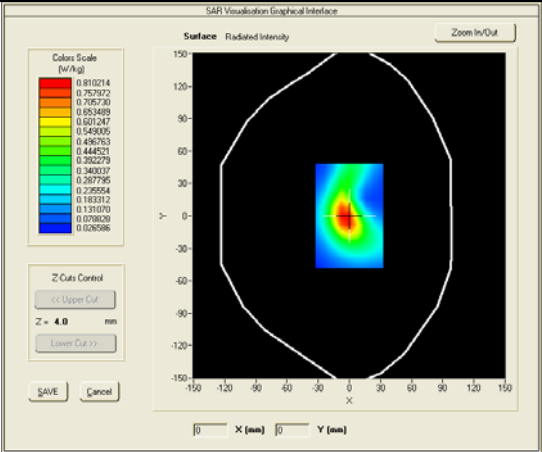 SAR Visualisation Graphical Interface
Surface Radiated Intensity
Zoom In/Out
Colors Scale
(W/kg)
0.810214
0.757972
0.705730
0.653489
0.601247
0.549005
0.496763
0.444521
0.392279
0.340037
0.287795
0.235554
0.183312
0.131070
0.078828
0.026586
150
120
90
60
30
0
-30
-60
-90
-120
-150
Y
-150 -120 -90 -60 -30 0 30 60 90 120 150
X
Z-Cuts Control
<< Upper Cut
Z = 4.0 mm
Lower Cut >>
SAVE Cancel
0 X (mm) 0 Y (mm)